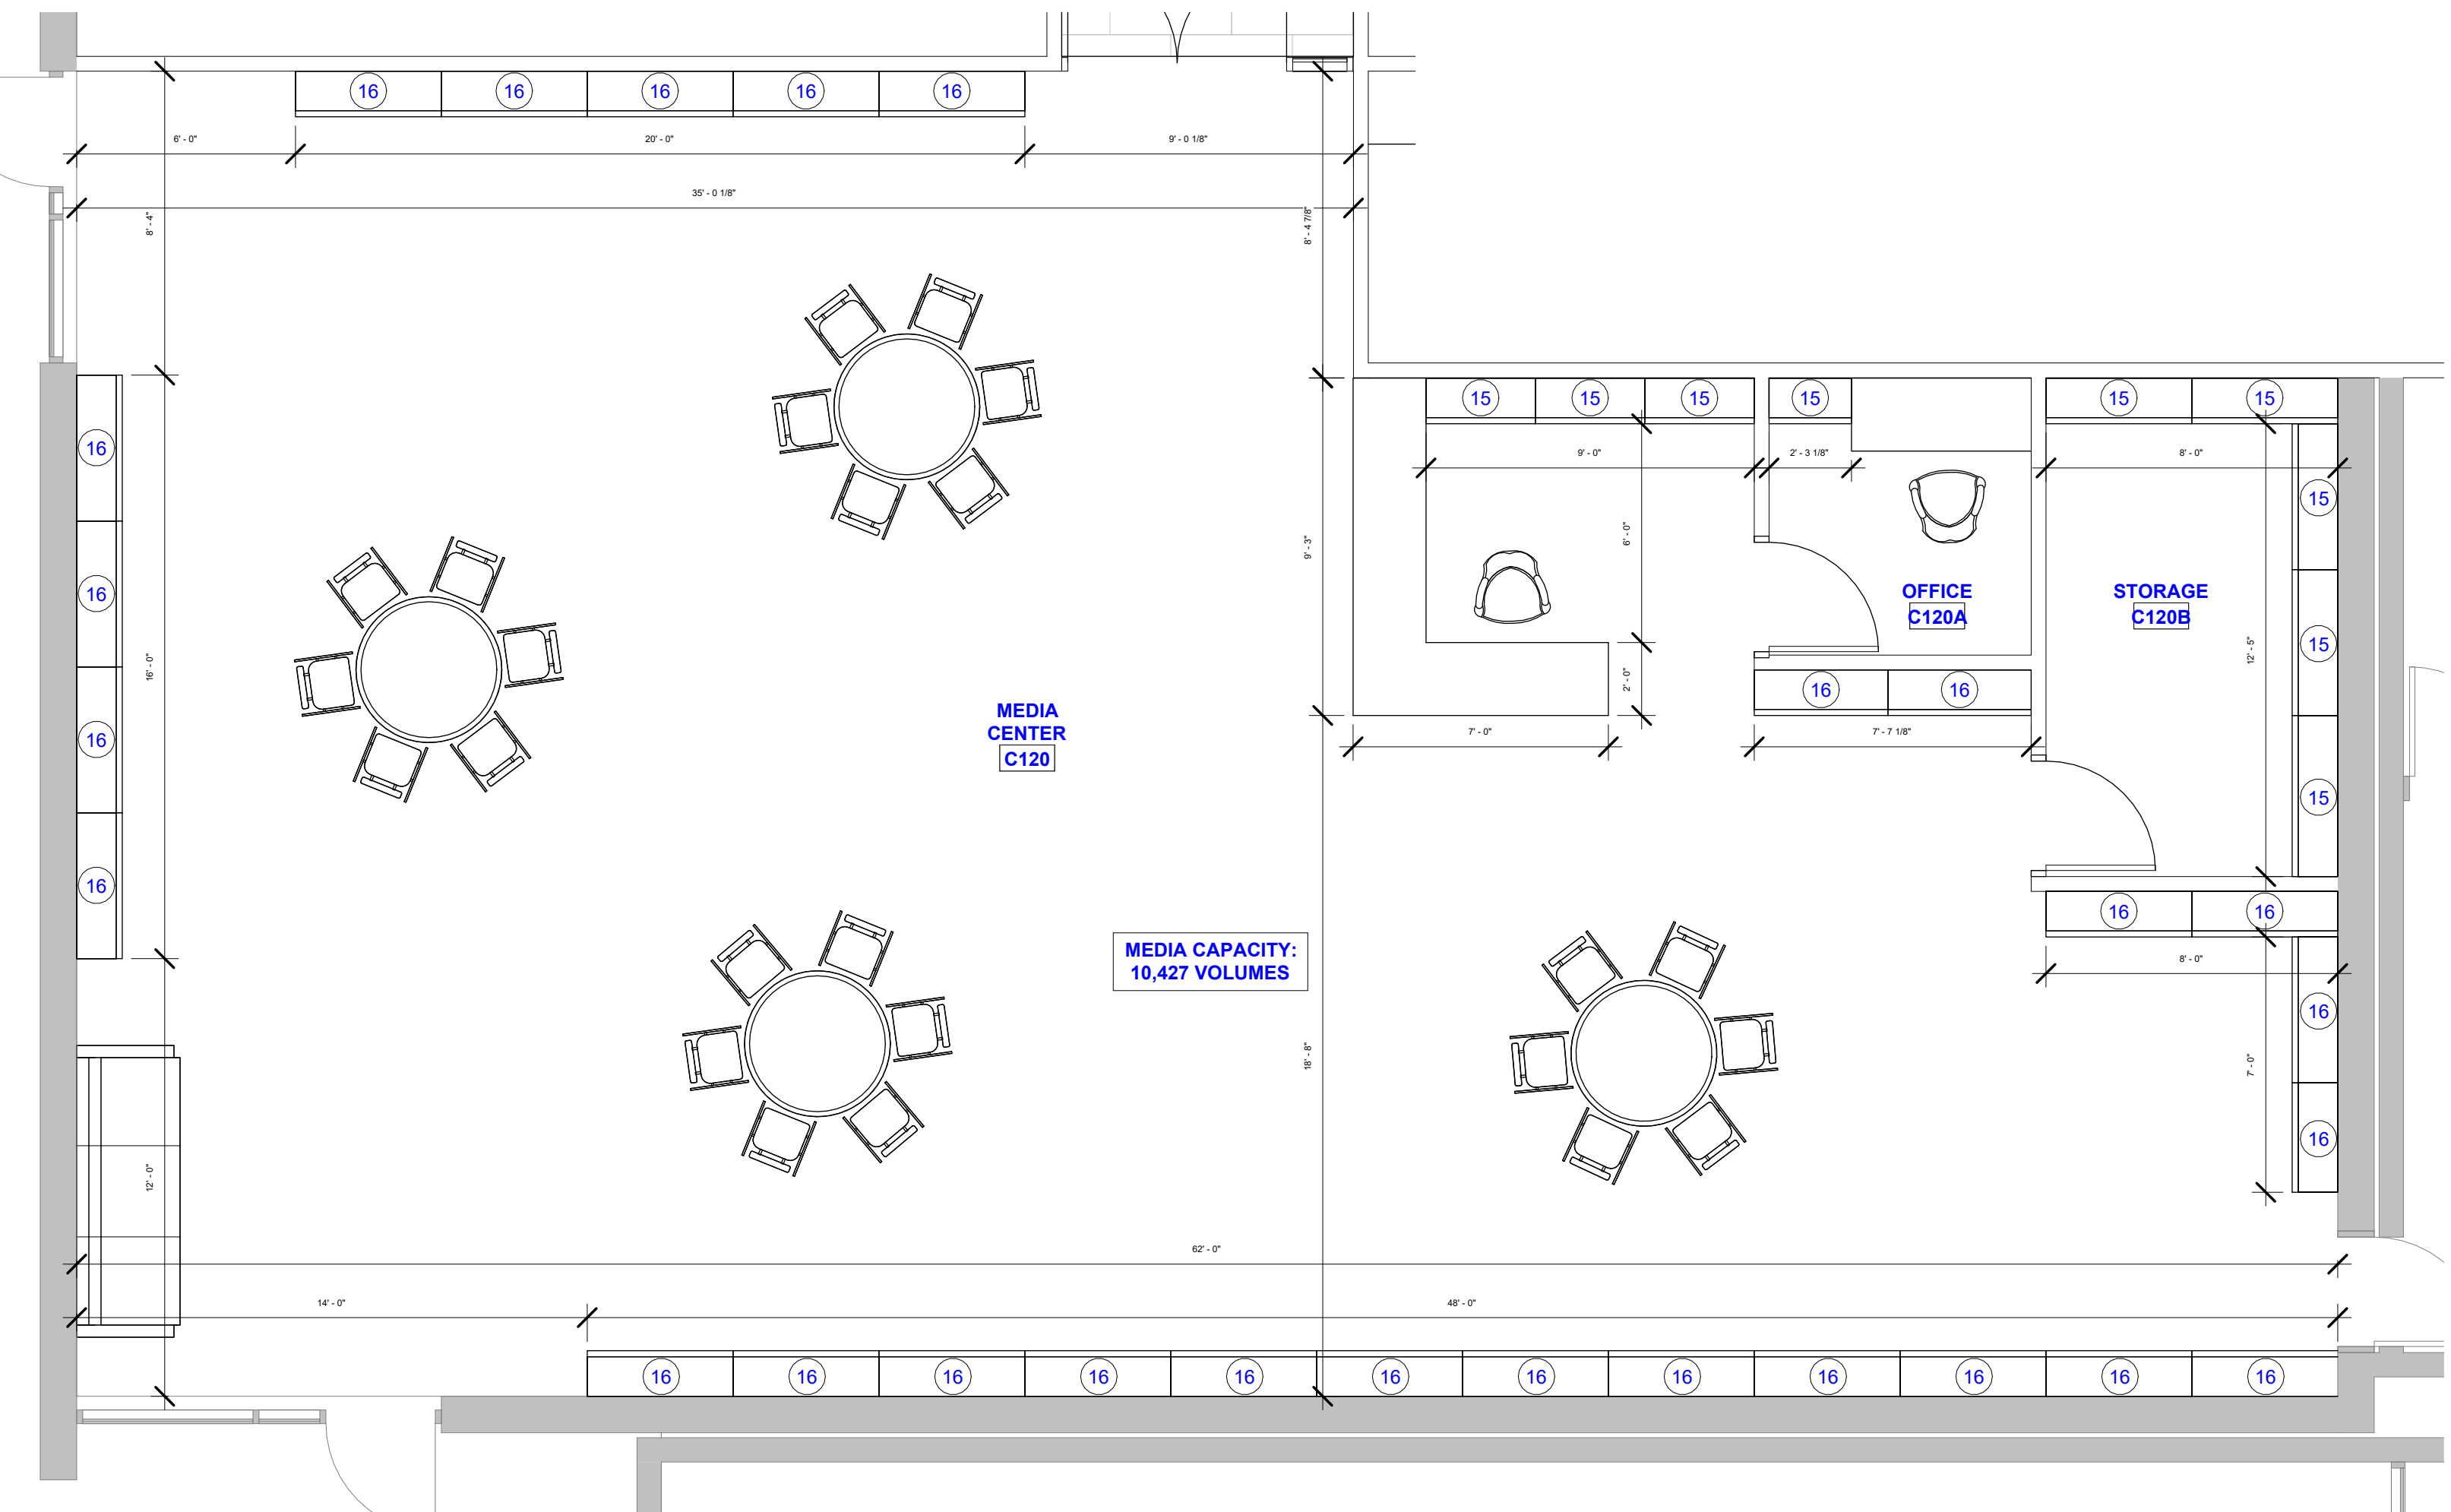 16 16 16 16 16
6' - 0" 20' - 0" 9' - 0 1/8"
35' - 0 1/8"
8' - 4"
8' - 4 7/8"
15 15 15 15 15 15
9' - 0" 2' - 3 1/8" 8' - 0"
16
15
6' - 0"
9' - 3"
16
OFFICE
C120A
STORAGE
C120B
15
12' - 5"
16' - 0"
2' - 0"
16 16
MEDIA
CENTER
C120
7' - 0" 7' - 7 1/8"
16
15
16
16 16
MEDIA CAPACITY:
10,427 VOLUMES
8' - 0"
16
18' - 8"
7' - 0"
16
12' - 0"
62' - 0"
14' - 0" 48' - 0"
16 16 16 16 16 16 16 16 16 16 16 16